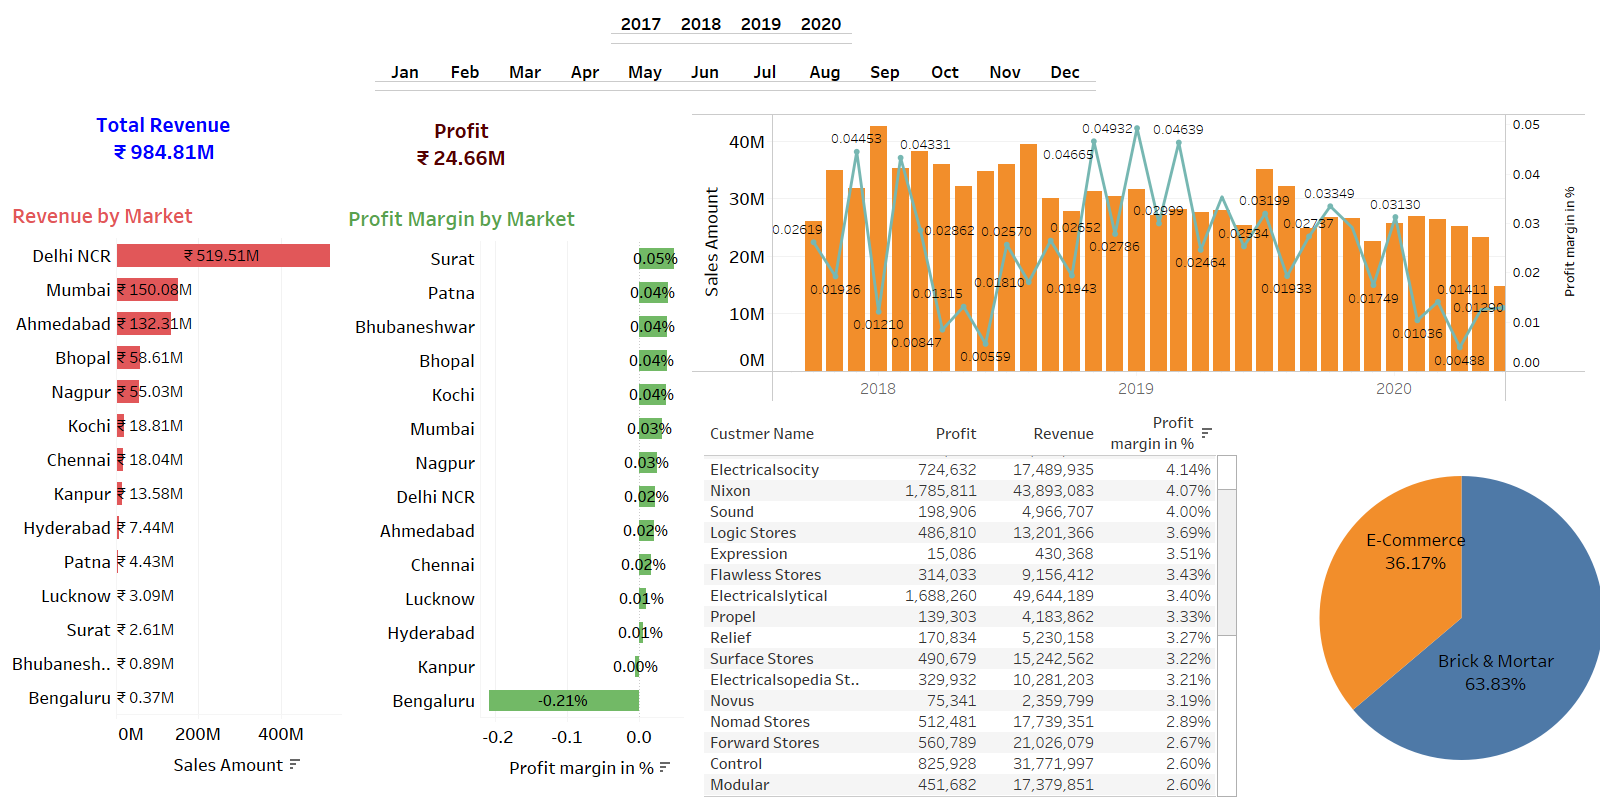 2017 2018 2019 2020
Jan Feb Mar Apr May Jun Jul Aug Sep Oct Nov Dec
Total Revenue
₹ 984.81M
Profit
₹ 24.66M
Revenue by Market
Delhi NCR ₹ 519.51M
Mumbai ₹ 150.08M
Ahmedabad ₹ 132.31M
Bhopal ₹ 58.61M
Nagpur ₹ 55.03M
Kochi ₹ 18.81M
Chennai ₹ 18.04M
Kanpur ₹ 13.58M
Hyderabad ₹ 7.44M
Patna ₹ 4.43M
Lucknow ₹ 3.09M
Surat ₹ 2.61M
Bhubanesh.. ₹ 0.89M
Bengaluru ₹ 0.37M
0M 200M 400M
Sales Amount
Profit Margin by Market
Surat 0.05%
Patna 0.04%
Bhubaneshwar 0.04%
Bhopal 0.04%
Kochi 0.04%
Mumbai 0.03%
Nagpur 0.03%
Delhi NCR 0.02%
Ahmedabad 0.02%
Chennai 0.02%
Lucknow 0.01%
Hyderabad 0.01%
Kanpur 0.00%
Bengaluru -0.21%
-0.2 -0.1 0.0
Profit margin in %
Sales Amount
40M
30M
20M
10M
0M
0.02619
0.01926
0.04453
0.01210
0.04331
0.02862
0.00847
0.01315
0.00559
0.02570
0.01810
0.02652
0.01943
0.04665
0.02786
0.04932
0.02999
0.04639
0.02464
0.02534
0.03199
0.01933
0.02737
0.03349
0.01749
0.03130
0.01036
0.01411
0.00488
0.01290
0.05
0.04
0.03
0.02
0.01
0.00
Profit margin in %
2018 2019 2020
Custmer Name Profit Revenue Profit margin in %
Electricalsocity 724,632 17,489,935 4.14%
Nixon 1,785,811 43,893,083 4.07%
Sound 198,906 4,966,707 4.00%
Logic Stores 486,810 13,201,366 3.69%
Expression 15,086 430,368 3.51%
Flawless Stores 314,033 9,156,412 3.43%
Electricalslytical 1,688,260 49,644,189 3.40%
Propel 139,303 4,183,862 3.33%
Relief 170,834 5,230,158 3.27%
Surface Stores 490,679 15,242,562 3.22%
Electricalsopedia St.. 329,932 10,281,203 3.21%
Novus 75,341 2,359,799 3.19%
Nomad Stores 512,481 17,739,351 2.89%
Forward Stores 560,789 21,026,079 2.67%
Control 825,928 31,771,997 2.60%
Modular 451,682 17,379,851 2.60%
E-Commerce
36.17%
Brick & Mortar
63.83%